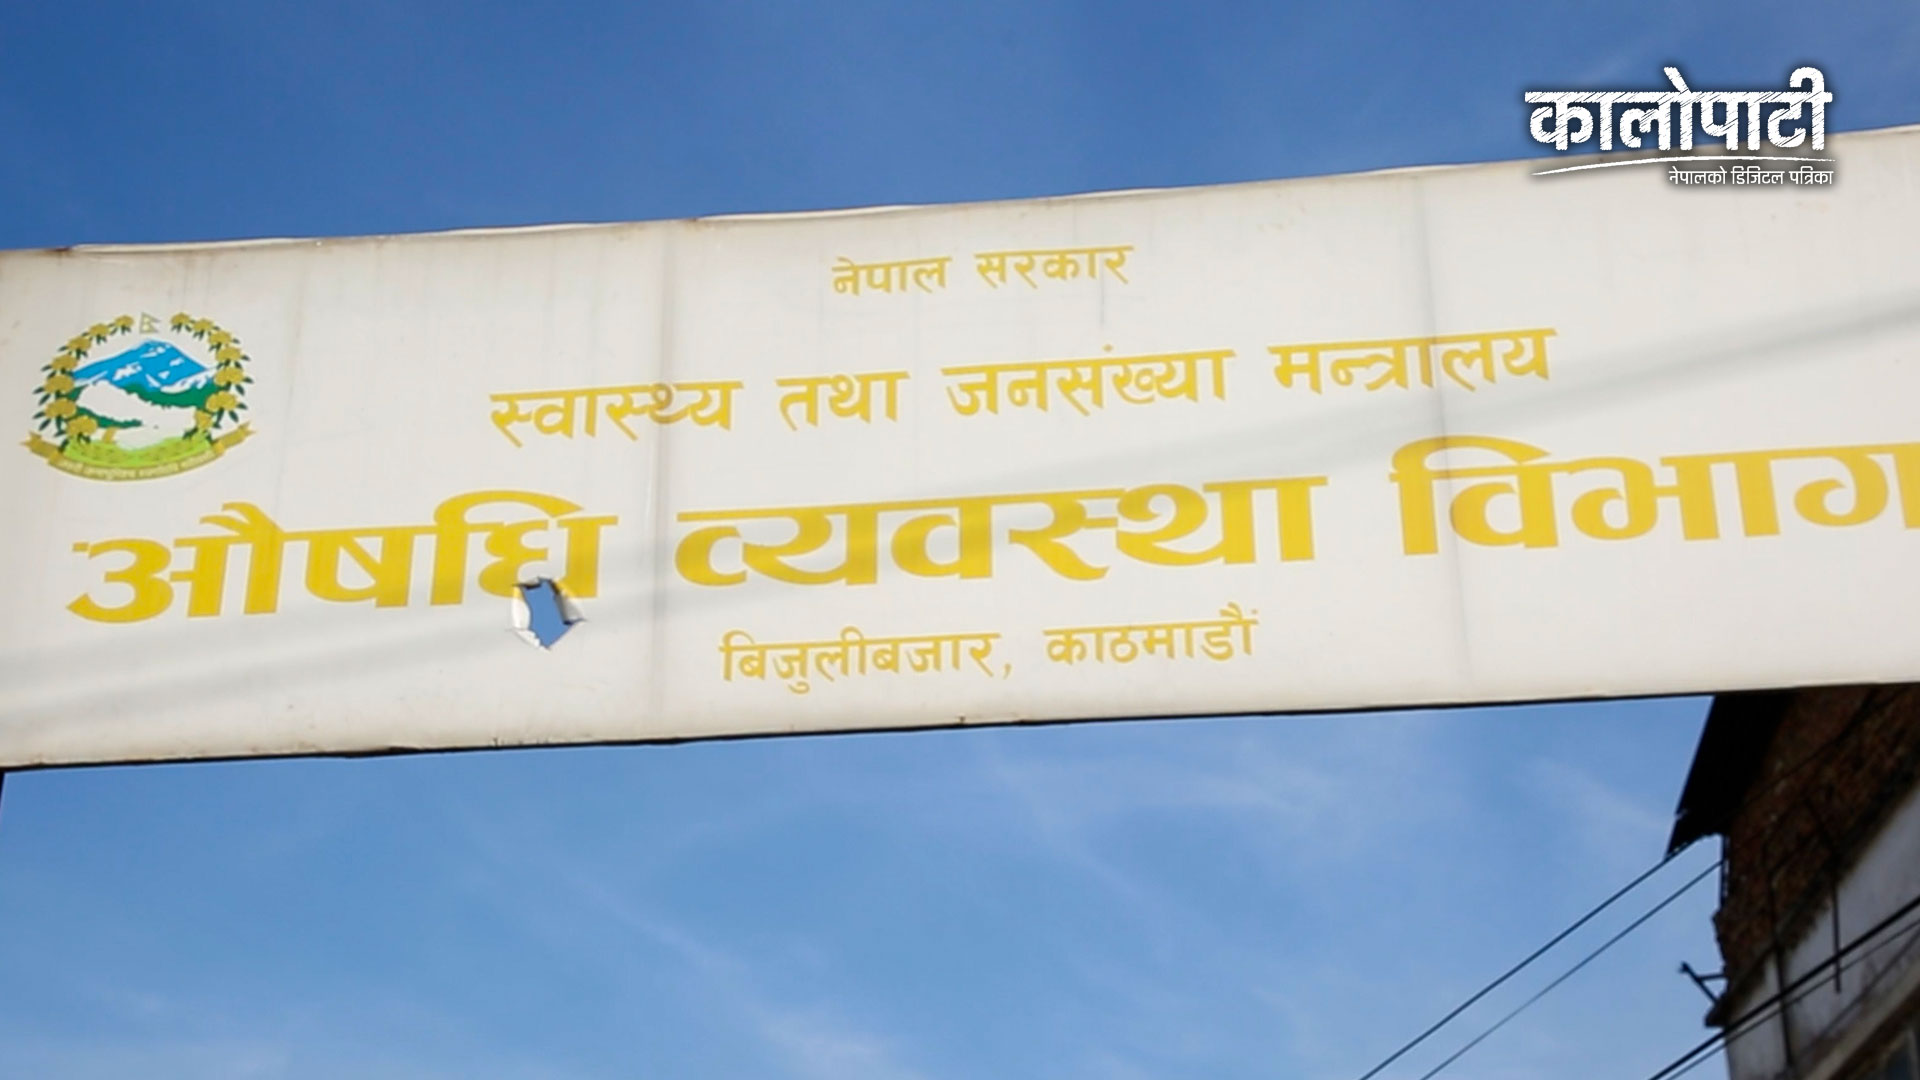 कालोपाटी
नेपालको डिजिटल पत्रिका
नेपाल सरकार
स्वास्थ्य तथा जनसंख्या मन्त्रालय
औषधि व्यवस्था विभाग
बिजुलीबजार, काठमाडौं